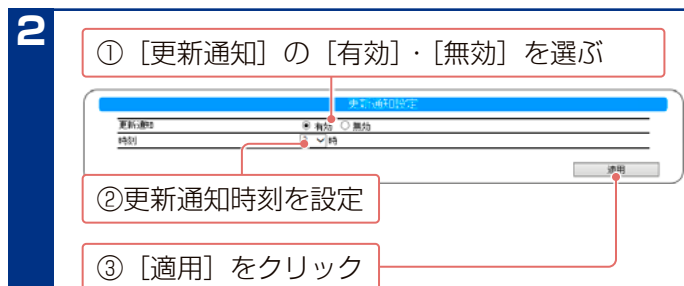 2
① ［更新通知］の［有効］・［無効］を選ぶ
更新通知設定
更新通知 有効 無効
時刻 時
適用
②更新通知時刻を設定
③［適用］をクリック